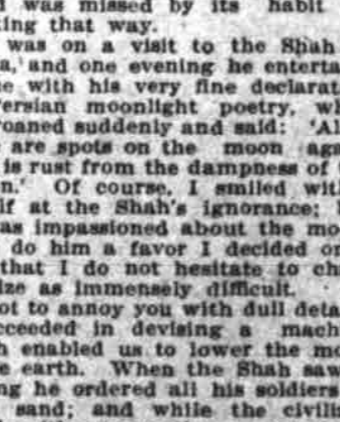 was missed by its habit
ing that way.
was on a visit to the Shah
a, and one evening he enterta
e with his very fine declarat
ersian moonlight poetry, wh
roaned suddenly and said: 'Al
are spots on the moon aga
is rust from the dampness of
n.' Of course, I smiled with
lf at the Shah's ignorance;
as impassioned about the mo
do him a favor I decided on
that I do not hesitate to ch
ize as immensely difficult.
ot to annoy you with dull deta
cceeded in devising a mach
h enabled us to lower the mo
e earth. When the Shah saw
ng he ordered all his soldiers
sand; and while the civili